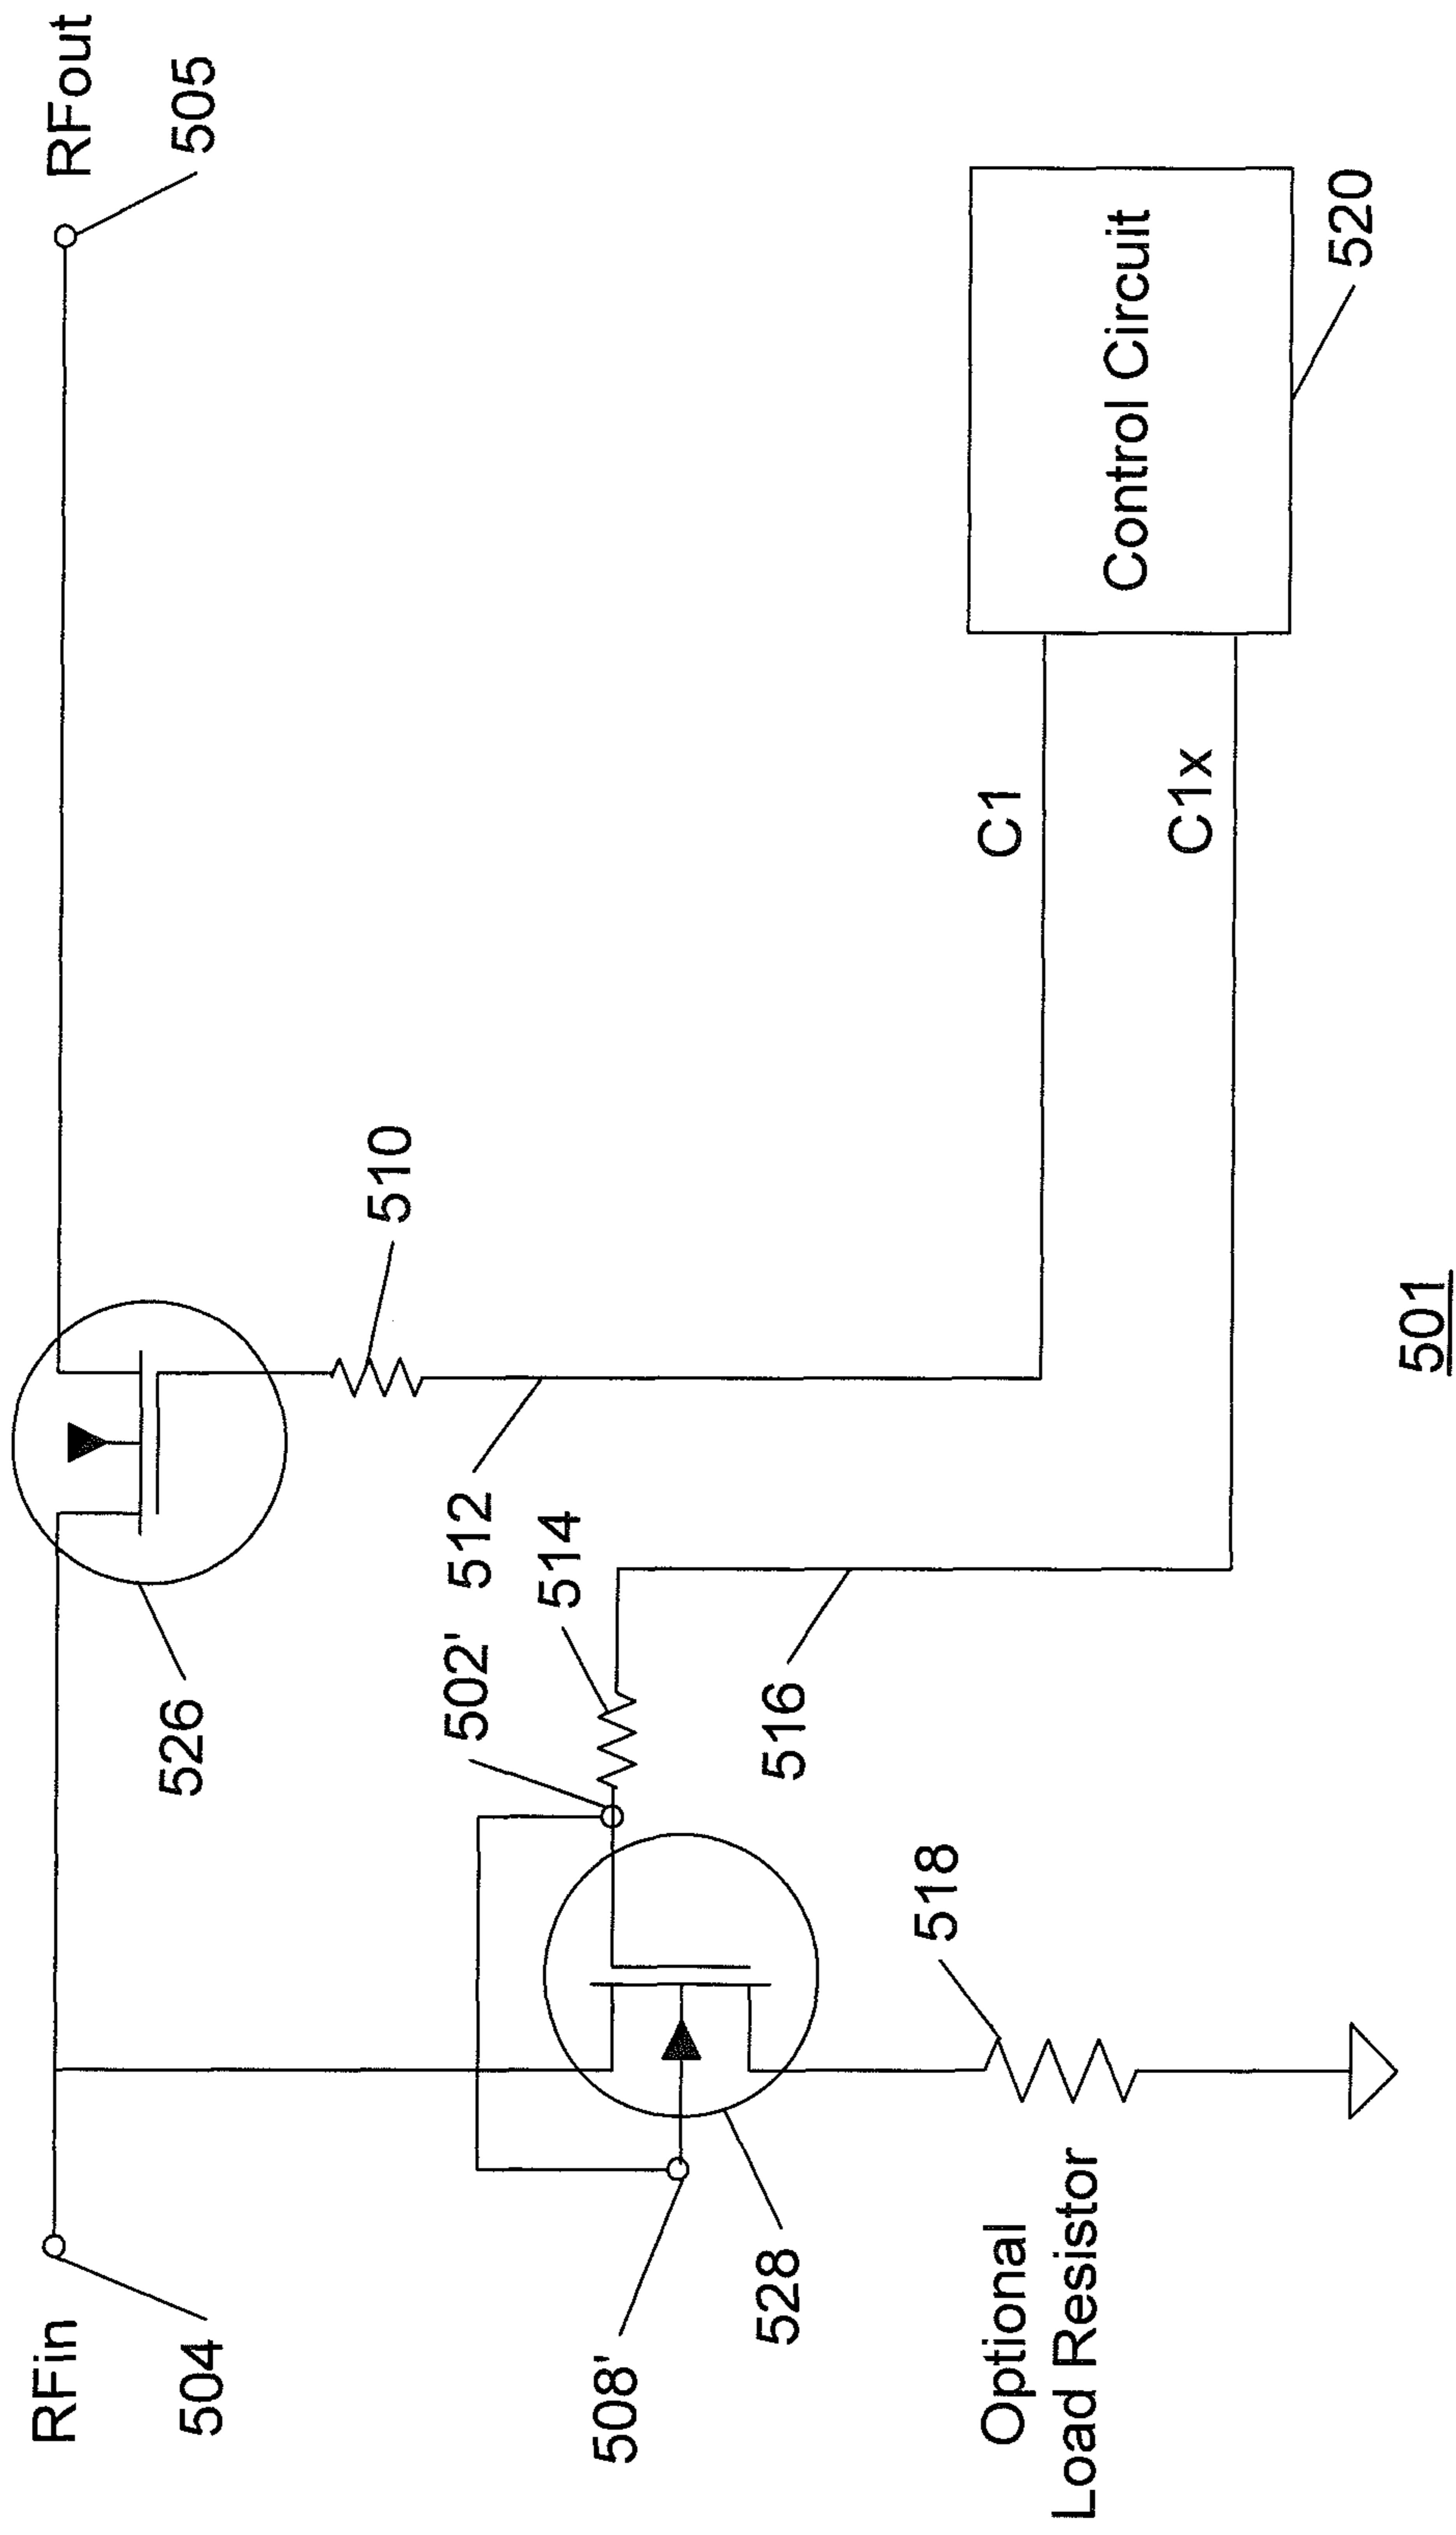 RFin
504
RFout
505
526
510
502'
512
514
508'
528
516
518
C1
C1x
Control Circuit
520
Optional
Load Resistor
501